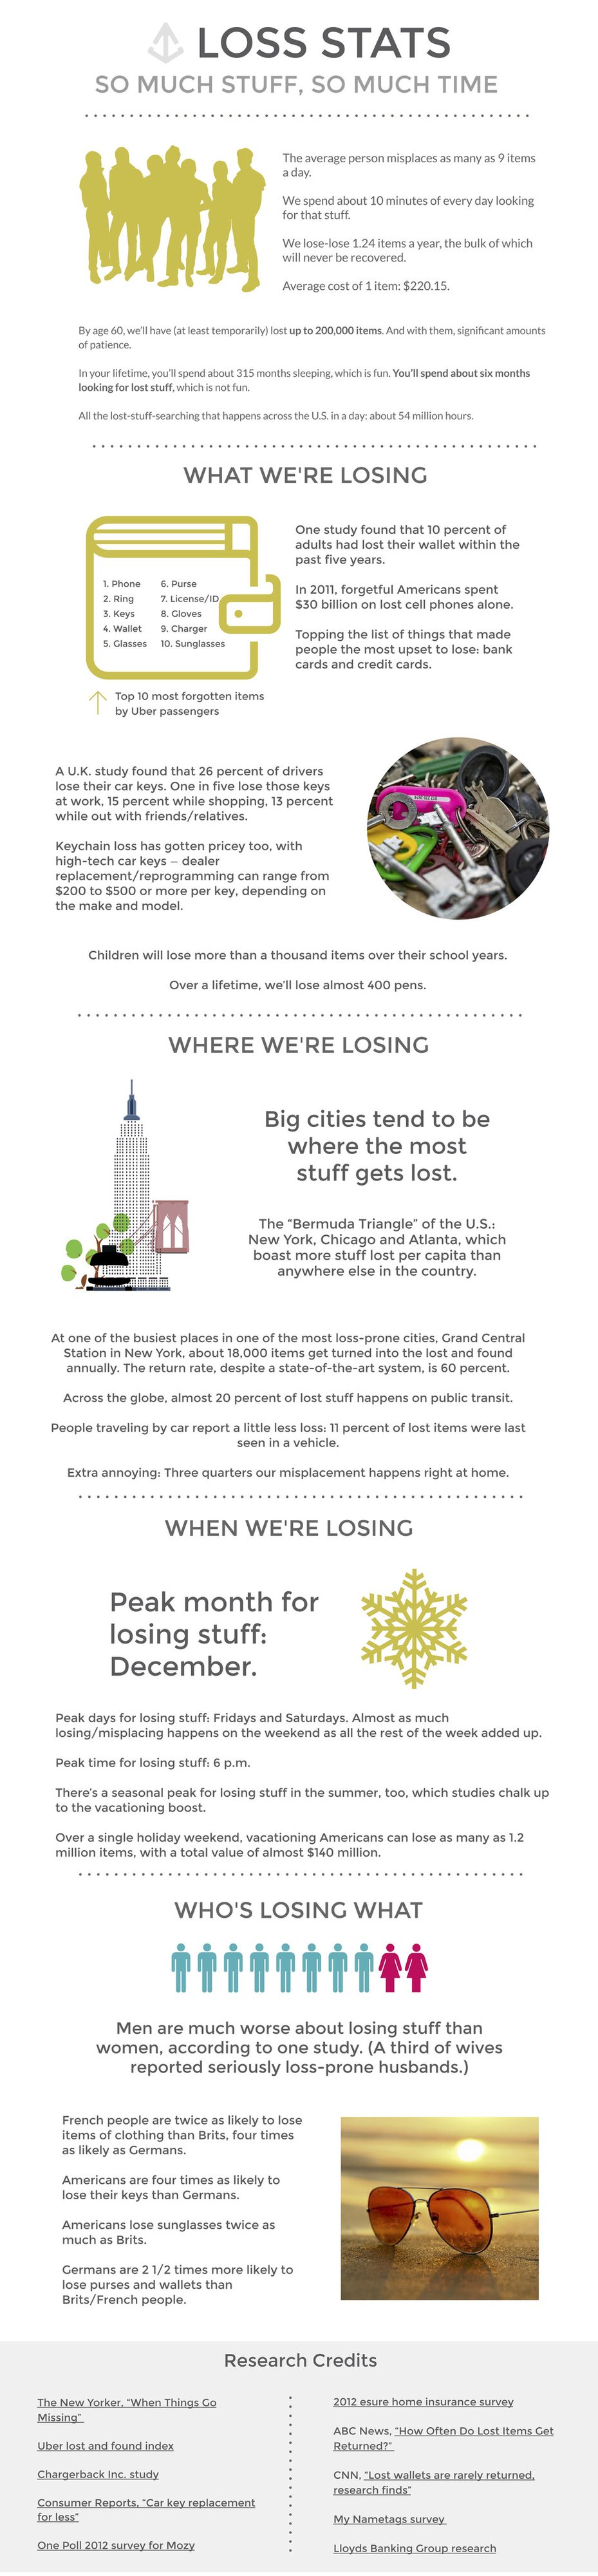 LOSS STATS
SO MUCH STUFF, SO MUCH TIME
The average person misplaces as many as 9 items
a day.
We spend about 10 minutes of every day looking
for that stuff.
We lose-lose 1.24 items a year, the bulk of which
will never be recovered.
Average cost of 1 item: $220.15.
By age 60, we'll have (at least temporarily) lost up to 200,000 items. And with them, significant amounts
of patience.
In your lifetime, you'll spend about 315 months sleeping, which is fun. You'll spend about six months
looking for lost stuff, which is not fun.
All the lost-stuff-searching that happens across the U.S. in a day: about 54 million hours.
WHAT WE'RE LOSING
1. Phone
2. Ring
3. Keys
4. Wallet
5. Glasses
6. Purse
7. License/ID
8. Gloves
9. Charger
10. Sunglasses
Top 10 most forgotten items
by Uber passengers
One study found that 10 percent of
adults had lost their wallet within the
past five years.
In 2011, forgetful Americans spent
$30 billion on lost cell phones alone.
Topping the list of things that made
people the most upset to lose: bank
cards and credit cards.
A U.K. study found that 26 percent of drivers
lose their car keys. One in five lose those keys
at work, 15 percent while shopping, 13 percent
while out with friends/relatives.
Keychain loss has gotten pricey too, with
high-tech car keys — dealer
replacement/reprogramming can range from
$200 to $500 or more per key, depending on
the make and model.
Children will lose more than a thousand items over their school years.
Over a lifetime, we'll lose almost 400 pens.
WHERE WE'RE LOSING
Big cities tend to be
where the most
stuff gets lost.
The "Bermuda Triangle" of the U.S.:
New York, Chicago and Atlanta, which
boast more stuff lost per capita than
anywhere else in the country.
At one of the busiest places in one of the most loss-prone cities, Grand Central
Station in New York, about 18,000 items get turned into the lost and found
annually. The return rate, despite a state-of-the-art system, is 60 percent.
Across the globe, almost 20 percent of lost stuff happens on public transit.
People traveling by car report a little less loss: 11 percent of lost items were last
seen in a vehicle.
Extra annoying: Three quarters our misplacement happens right at home.
WHEN WE'RE LOSING
Peak month for
losing stuff:
December.
Peak days for losing stuff: Fridays and Saturdays. Almost as much
losing/misplacing happens on the weekend as all the rest of the week added up.
Peak time for losing stuff: 6 p.m.
There's a seasonal peak for losing stuff in the summer, too, which studies chalk up
to the vacationing boost.
Over a single holiday weekend, vacationing Americans can lose as many as 1.2
million items, with a total value of almost $140 million.
WHO'S LOSING WHAT
Men are much worse about losing stuff than
women, according to one study. (A third of wives
reported seriously loss-prone husbands.)
French people are twice as likely to lose
items of clothing than Brits, four times
as likely as Germans.
Americans are four times as likely to
lose their keys than Germans.
Americans lose sunglasses twice as
much as Brits.
Germans are 2 1/2 times more likely to
lose purses and wallets than
Brits/French people.
Research Credits
The New Yorker, "When Things Go
Missing"
Uber lost and found index
Chargerback Inc. study
Consumer Reports, "Car key replacement
for less"
One Poll 2012 survey for Mozy
2012 esure home insurance survey
ABC News, "How Often Do Lost Items Get
Returned?"
CNN, "Lost wallets are rarely returned,
research finds"
My Nametags survey
Lloyds Banking Group research